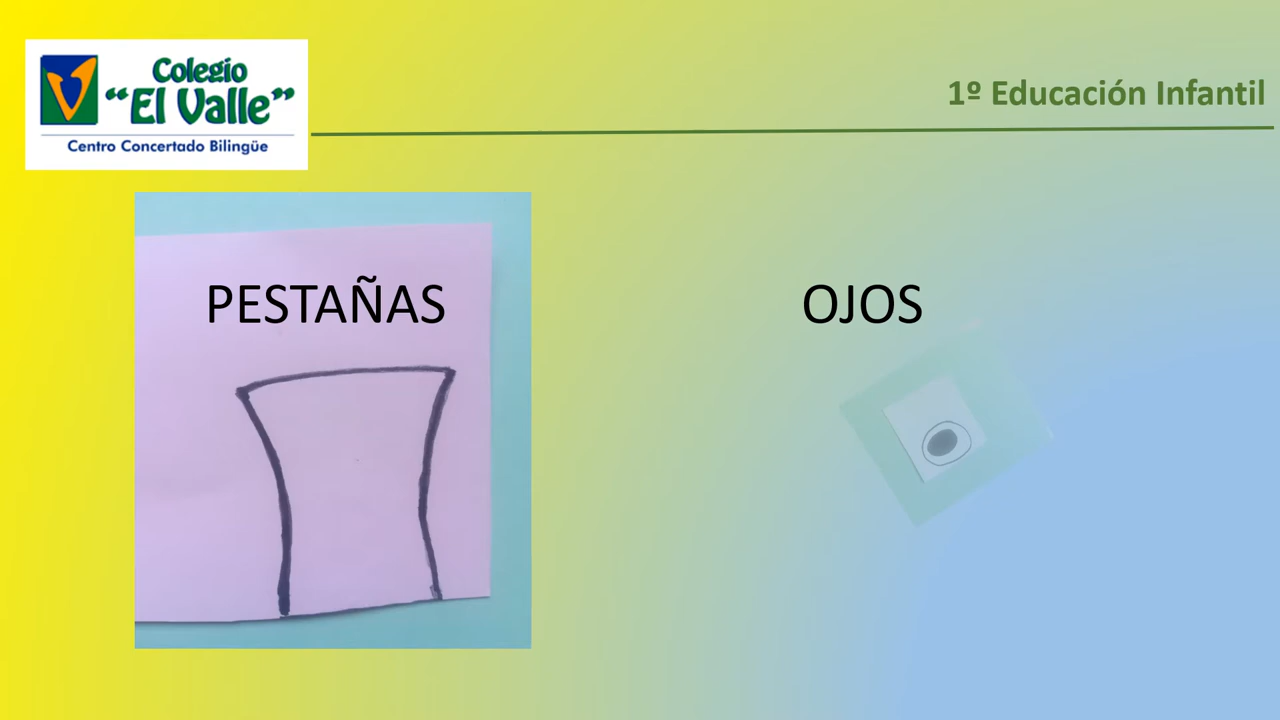 Colegio
“El Valle”
Centro Concertado Bilingüe
1º Educación Infantil
PESTAÑAS
OJOS